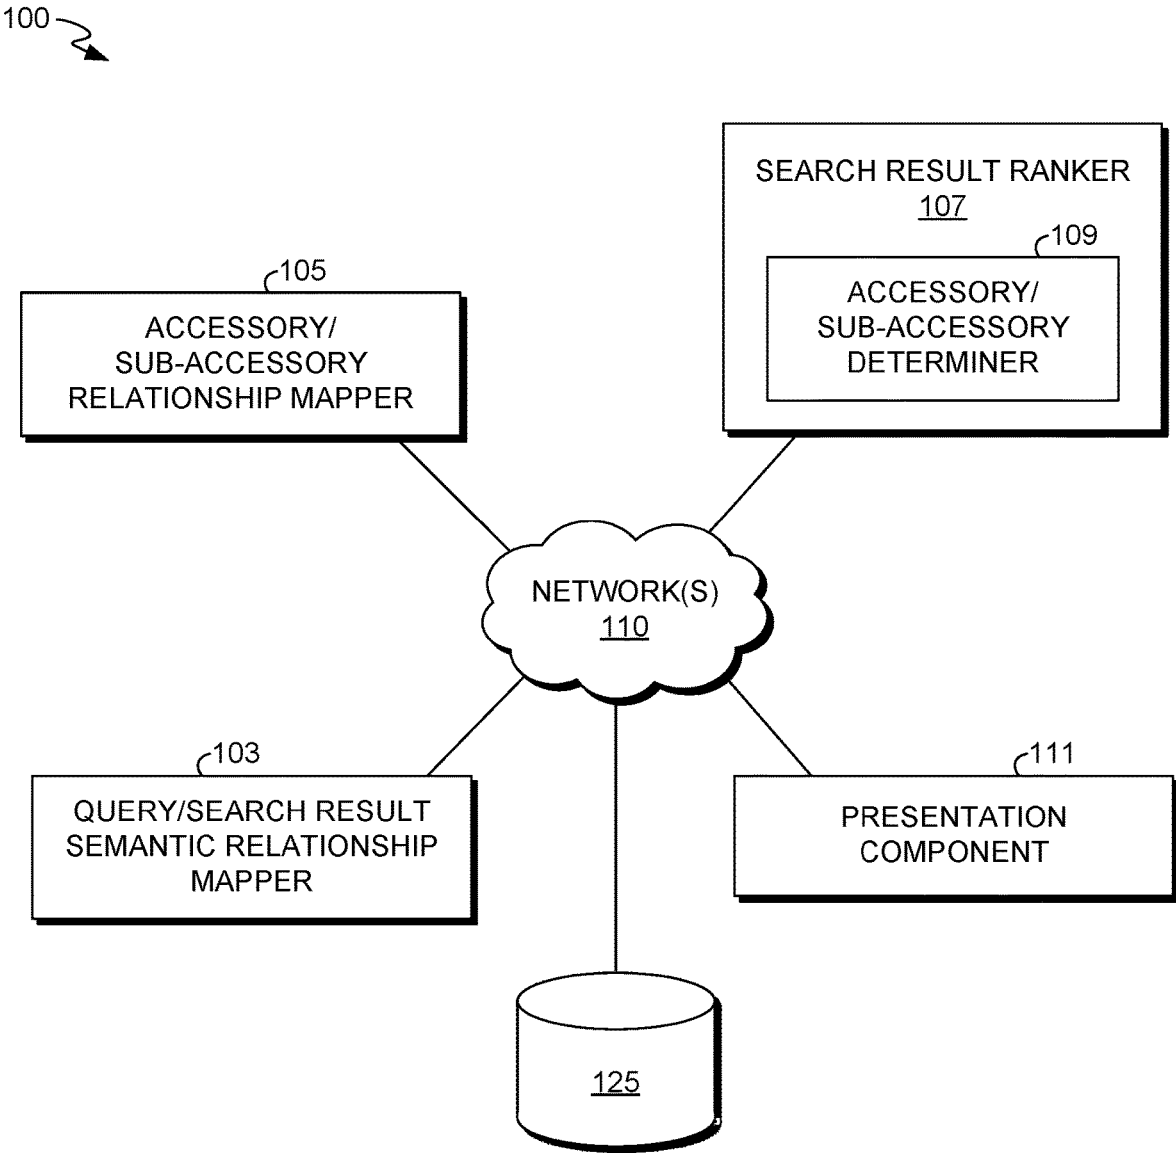 100
SEARCH RESULT RANKER
107
109
ACCESSORY/
SUB-ACCESSORY
DETERMINER
105
ACCESSORY/
SUB-ACCESSORY
RELATIONSHIP MAPPER
NETWORK(S)
110
103
QUERY/SEARCH RESULT
SEMANTIC RELATIONSHIP
MAPPER
111
PRESENTATION
COMPONENT
125